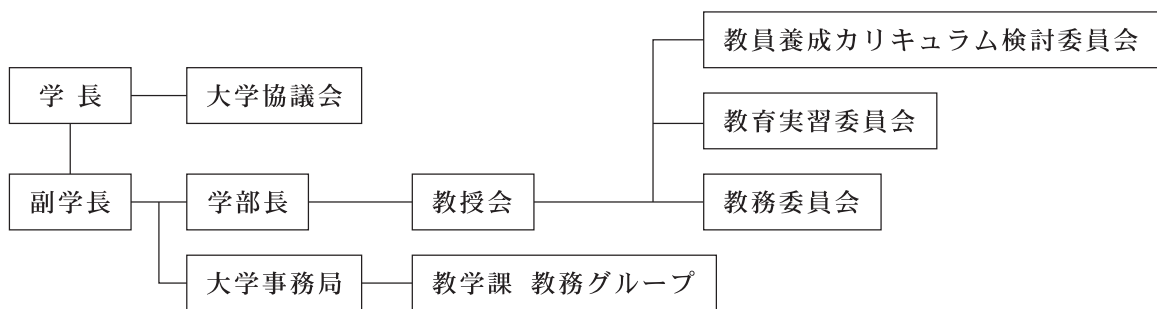 教員養成カリキュラム検討委員会
学 長
大学協議会
教育実習委員会
副学長
学部長
教授会
教務委員会
大学事務局
教学課 教務グループ